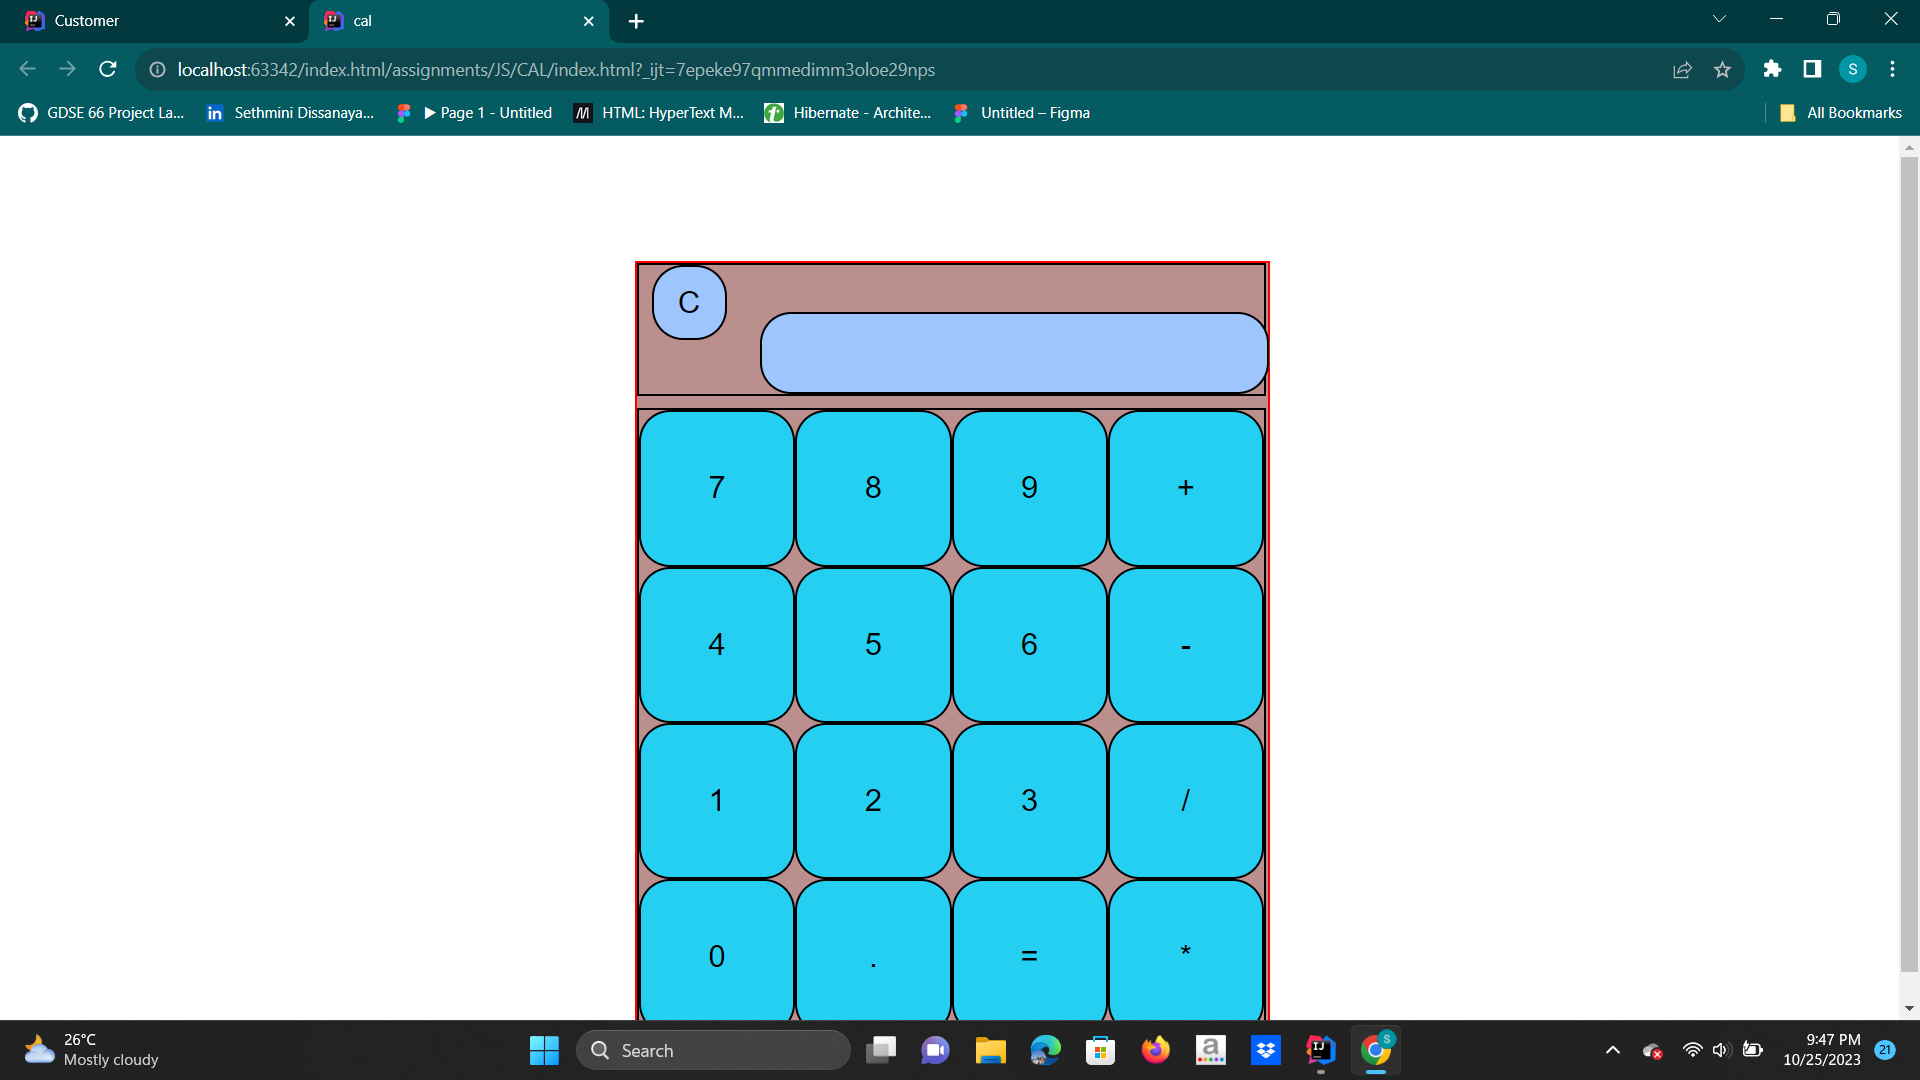 Customer
cal
localhost:63342/index.html/assignments/JS/CAL/index.html?_ijt=7epeke97qmmedimm3oloe29nps
S
GDSE 66 Project La...
in
Sethmini Dissanaya...
▶ Page 1 - Untitled
M
HTML: HyperText M...
Hibernate - Archite...
Untitled – Figma
All Bookmarks
C
7 8 9 +
4 5 6 -
1 2 3 /
0 . = *
26°C
Mostly cloudy
Search
a
IJ
S
9:47 PM
10/25/2023
21